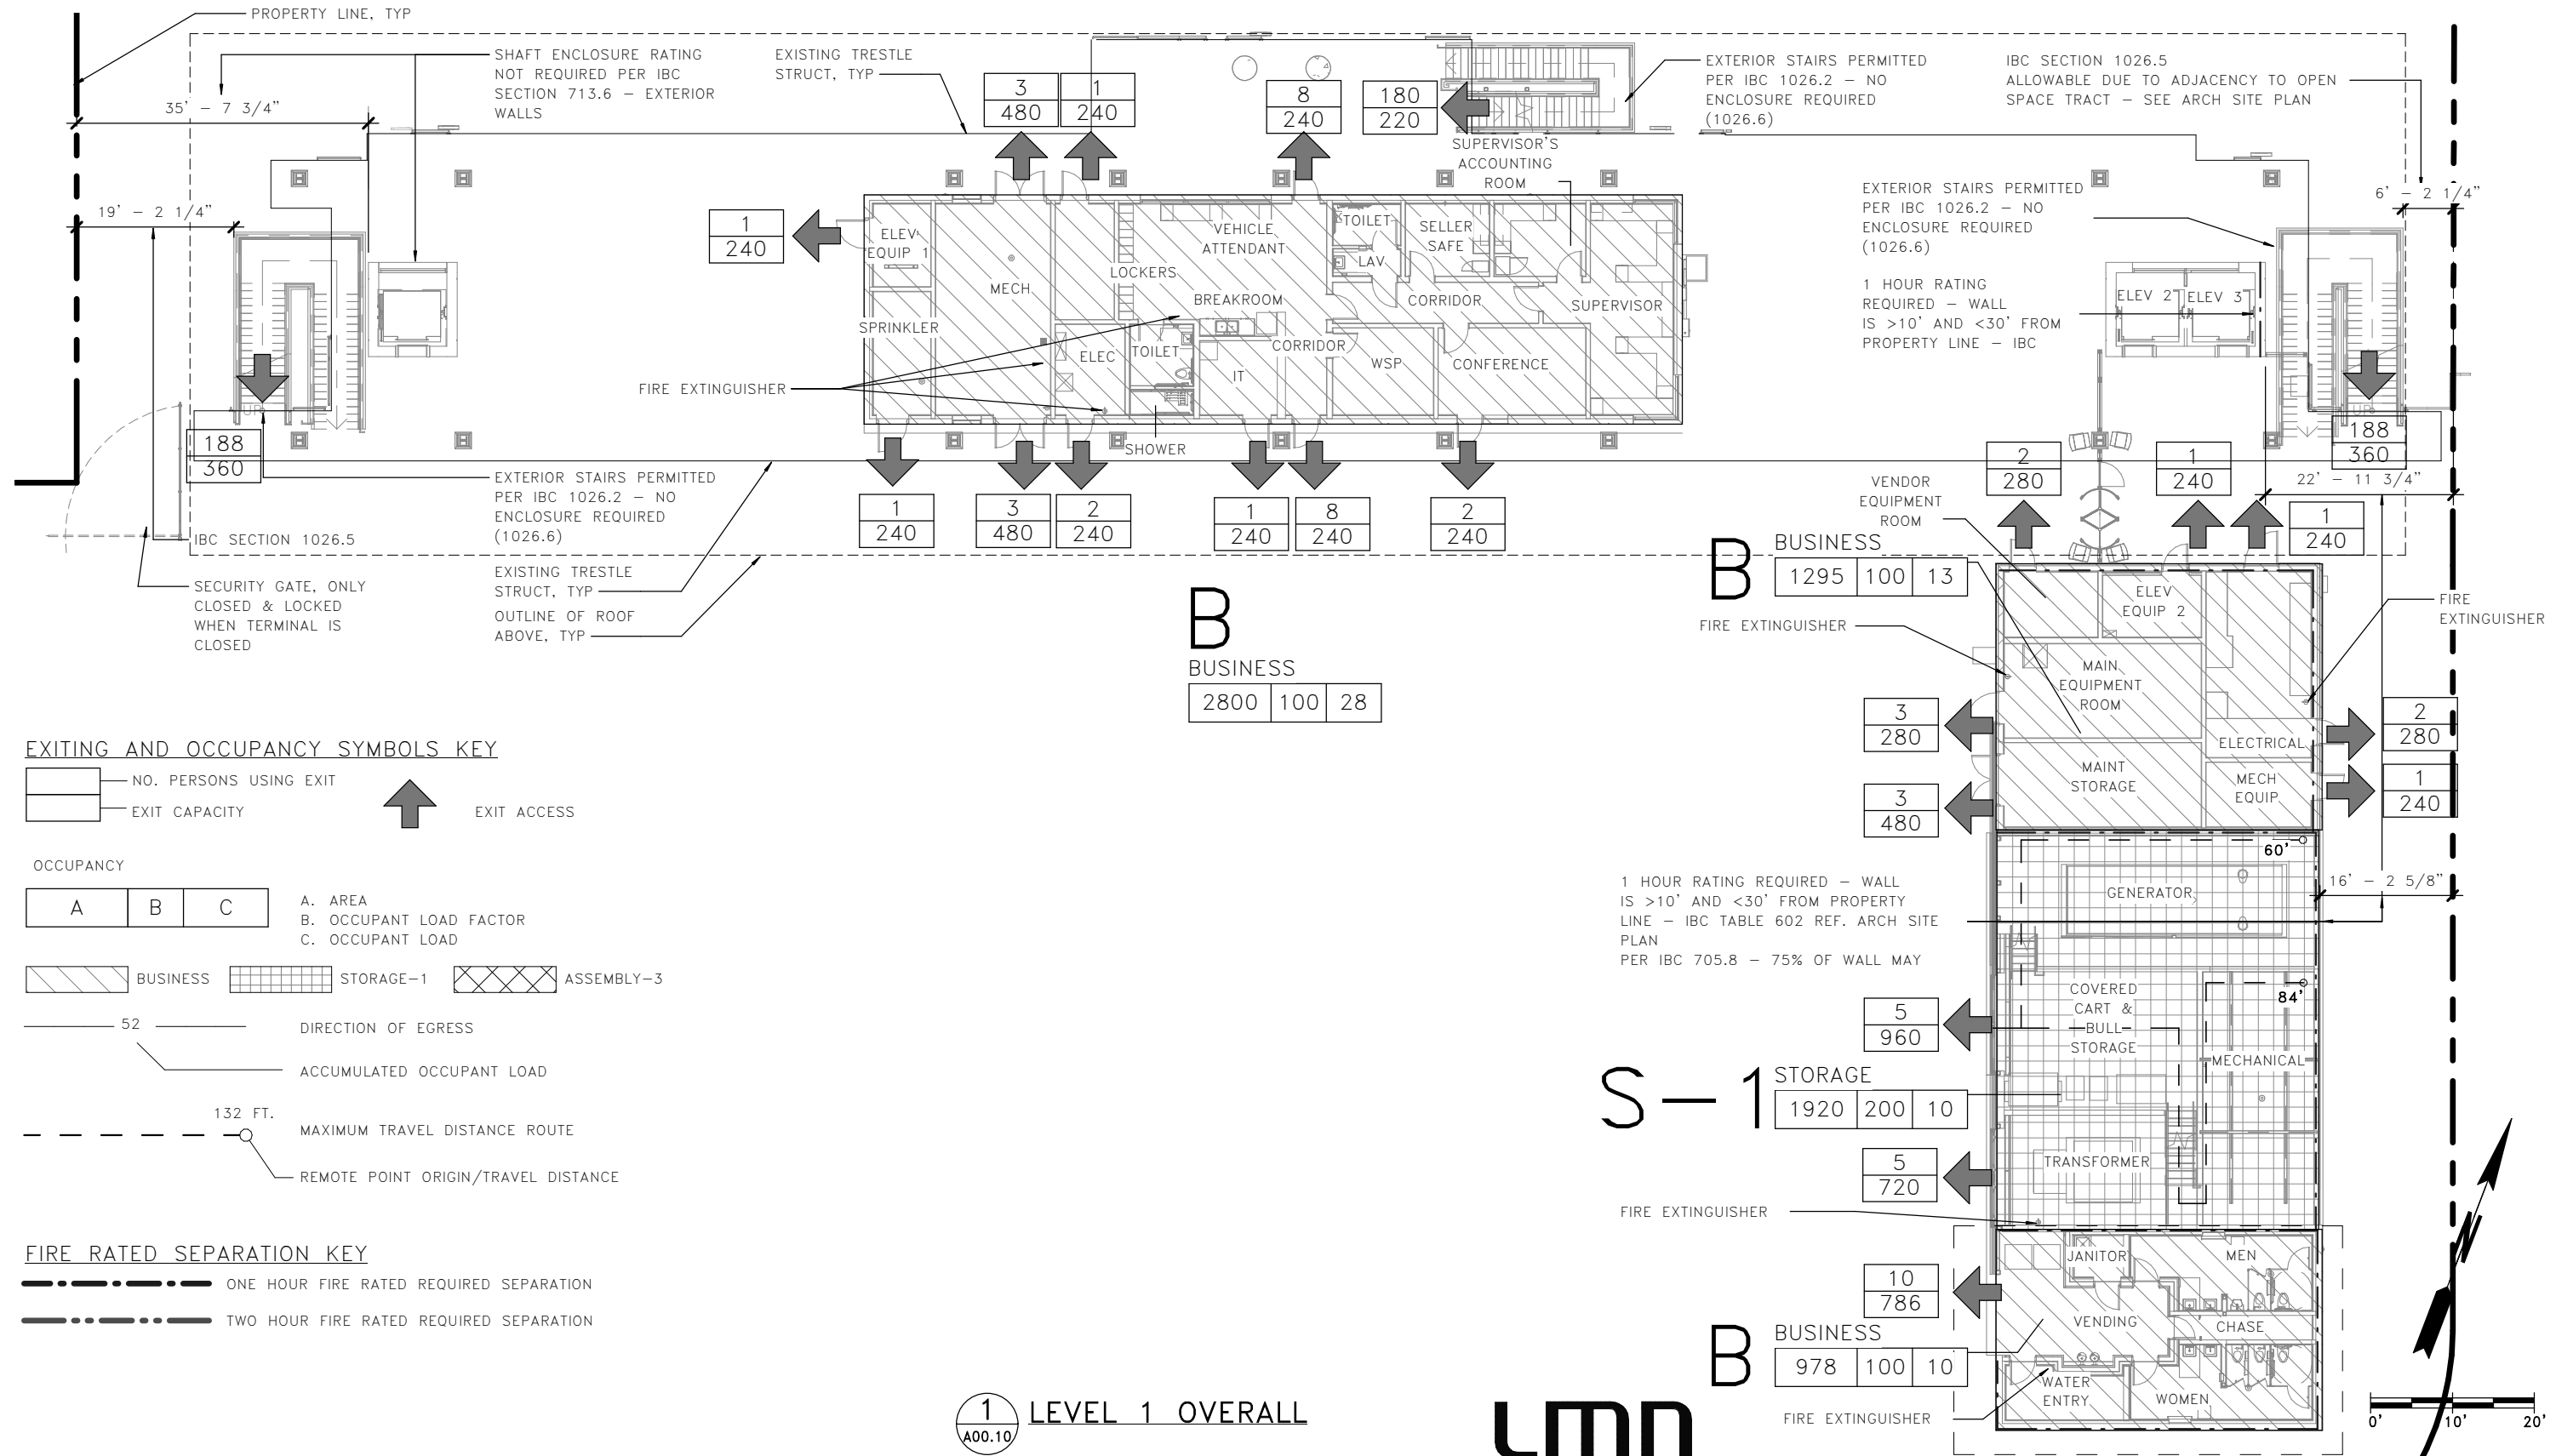 PROPERTY LINE, TYP
SHAFT ENCLOSURE RATING
NOT REQUIRED PER IBC
SECTION 713.6 – EXTERIOR
WALLS
EXISTING TRESTLE
STRUCT, TYP
35' - 7 3/4"
19' - 2 1/4"
3
480
1
240
8
240
180
220
EXTERIOR STAIRS PERMITTED
PER IBC 1026.2 – NO
ENCLOSURE REQUIRED
(1026.6)
IBC SECTION 1026.5
ALLOWABLE DUE TO ADJACENCY TO OPEN
SPACE TRACT – SEE ARCH SITE PLAN
SUPERVISOR'S
ACCOUNTING
ROOM
EXTERIOR STAIRS PERMITTED
PER IBC 1026.2 – NO
ENCLOSURE REQUIRED
(1026.6)
6' - 2 1/4"
1 HOUR RATING
REQUIRED – WALL
IS >10' AND <30' FROM
PROPERTY LINE – IBC
1
240
ELEV
EQUIP 1
MECH
LOCKERS
VEHICLE
ATTENDANT
TOILET
LAV
SELLER
SAFE
BREAKROOM
CORRIDOR
SUPERVISOR
SPRINKLER
ELEC
TOILET
CORRIDOR
IT
WSP
CONFERENCE
SHOWER
FIRE EXTINGUISHER
ELEV 2
ELEV 3
UP
UP
188
360
188
360
EXTERIOR STAIRS PERMITTED
PER IBC 1026.2 – NO
ENCLOSURE REQUIRED
(1026.6)
IBC SECTION 1026.5
SECURITY GATE, ONLY
CLOSED & LOCKED
WHEN TERMINAL IS
CLOSED
EXISTING TRESTLE
STRUCT, TYP
OUTLINE OF ROOF
ABOVE, TYP
1
240
3
480
2
240
1
240
8
240
2
240
2
280
1
240
22' - 11 3/4"
1
240
VENDOR
EQUIPMENT
ROOM
B
BUSINESS
1295 100 13
FIRE EXTINGUISHER
FIRE
EXTINGUISHER
ELEV
EQUIP 2
MAIN
EQUIPMENT
ROOM
ELECTRICAL
MAINT
STORAGE
MECH
EQUIP
B
BUSINESS
2800 100 28
3
280
3
480
2
280
1
240
EXITING AND OCCUPANCY SYMBOLS KEY
NO. PERSONS USING EXIT
EXIT CAPACITY
EXIT ACCESS
OCCUPANCY
A B C
A. AREA
B. OCCUPANT LOAD FACTOR
C. OCCUPANT LOAD
BUSINESS
STORAGE-1
ASSEMBLY-3
52
DIRECTION OF EGRESS
ACCUMULATED OCCUPANT LOAD
132 FT.
MAXIMUM TRAVEL DISTANCE ROUTE
REMOTE POINT ORIGIN/TRAVEL DISTANCE
FIRE RATED SEPARATION KEY
ONE HOUR FIRE RATED REQUIRED SEPARATION
TWO HOUR FIRE RATED REQUIRED SEPARATION
1 HOUR RATING REQUIRED – WALL
IS >10' AND <30' FROM PROPERTY
LINE – IBC TABLE 602 REF. ARCH SITE
PLAN
PER IBC 705.8 – 75% OF WALL MAY
60'
16' - 2 5/8"
GENERATOR
84'
COVERED
CART &
BULL
STORAGE
MECHANICAL
TRANSFORMER
5
960
S-1
STORAGE
1920 200 10
5
720
FIRE EXTINGUISHER
JANITOR
MEN
VENDING
CHASE
WATER
ENTRY
WOMEN
10
786
B
BUSINESS
978 100 10
FIRE EXTINGUISHER
N
0' 10' 20'
1
A00.10
LEVEL 1 OVERALL
LMN